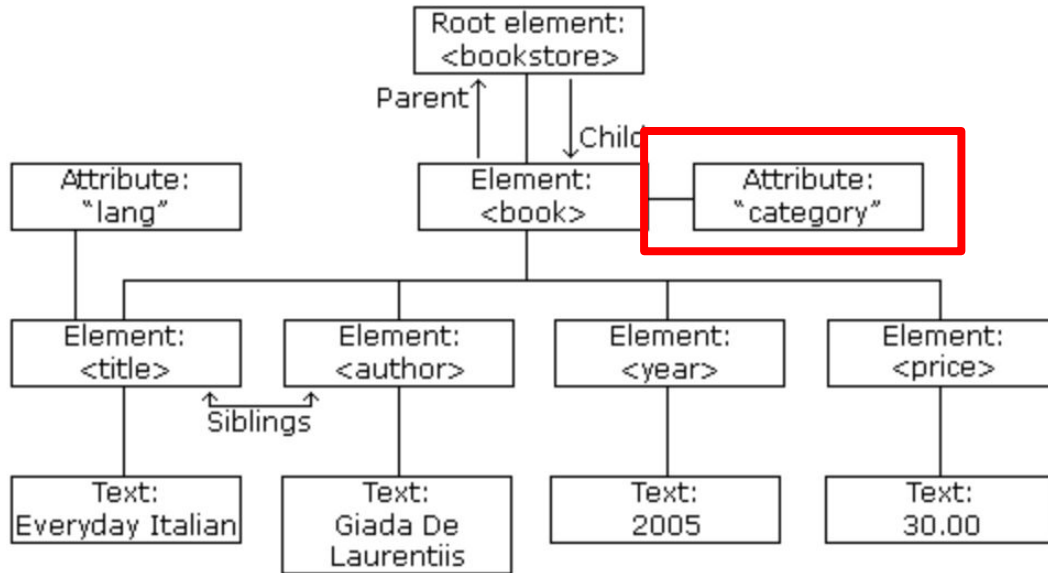 Root element:
<bookstore>
Parent
Child
Attribute:
“lang”
Element:
<book>
Attribute:
“category”
Element:
<title>
Element:
<author>
Element:
<year>
Element:
<price>
Siblings
Text:
Everyday Italian
Text:
Giada De
Laurentiis
Text:
2005
Text:
30.00